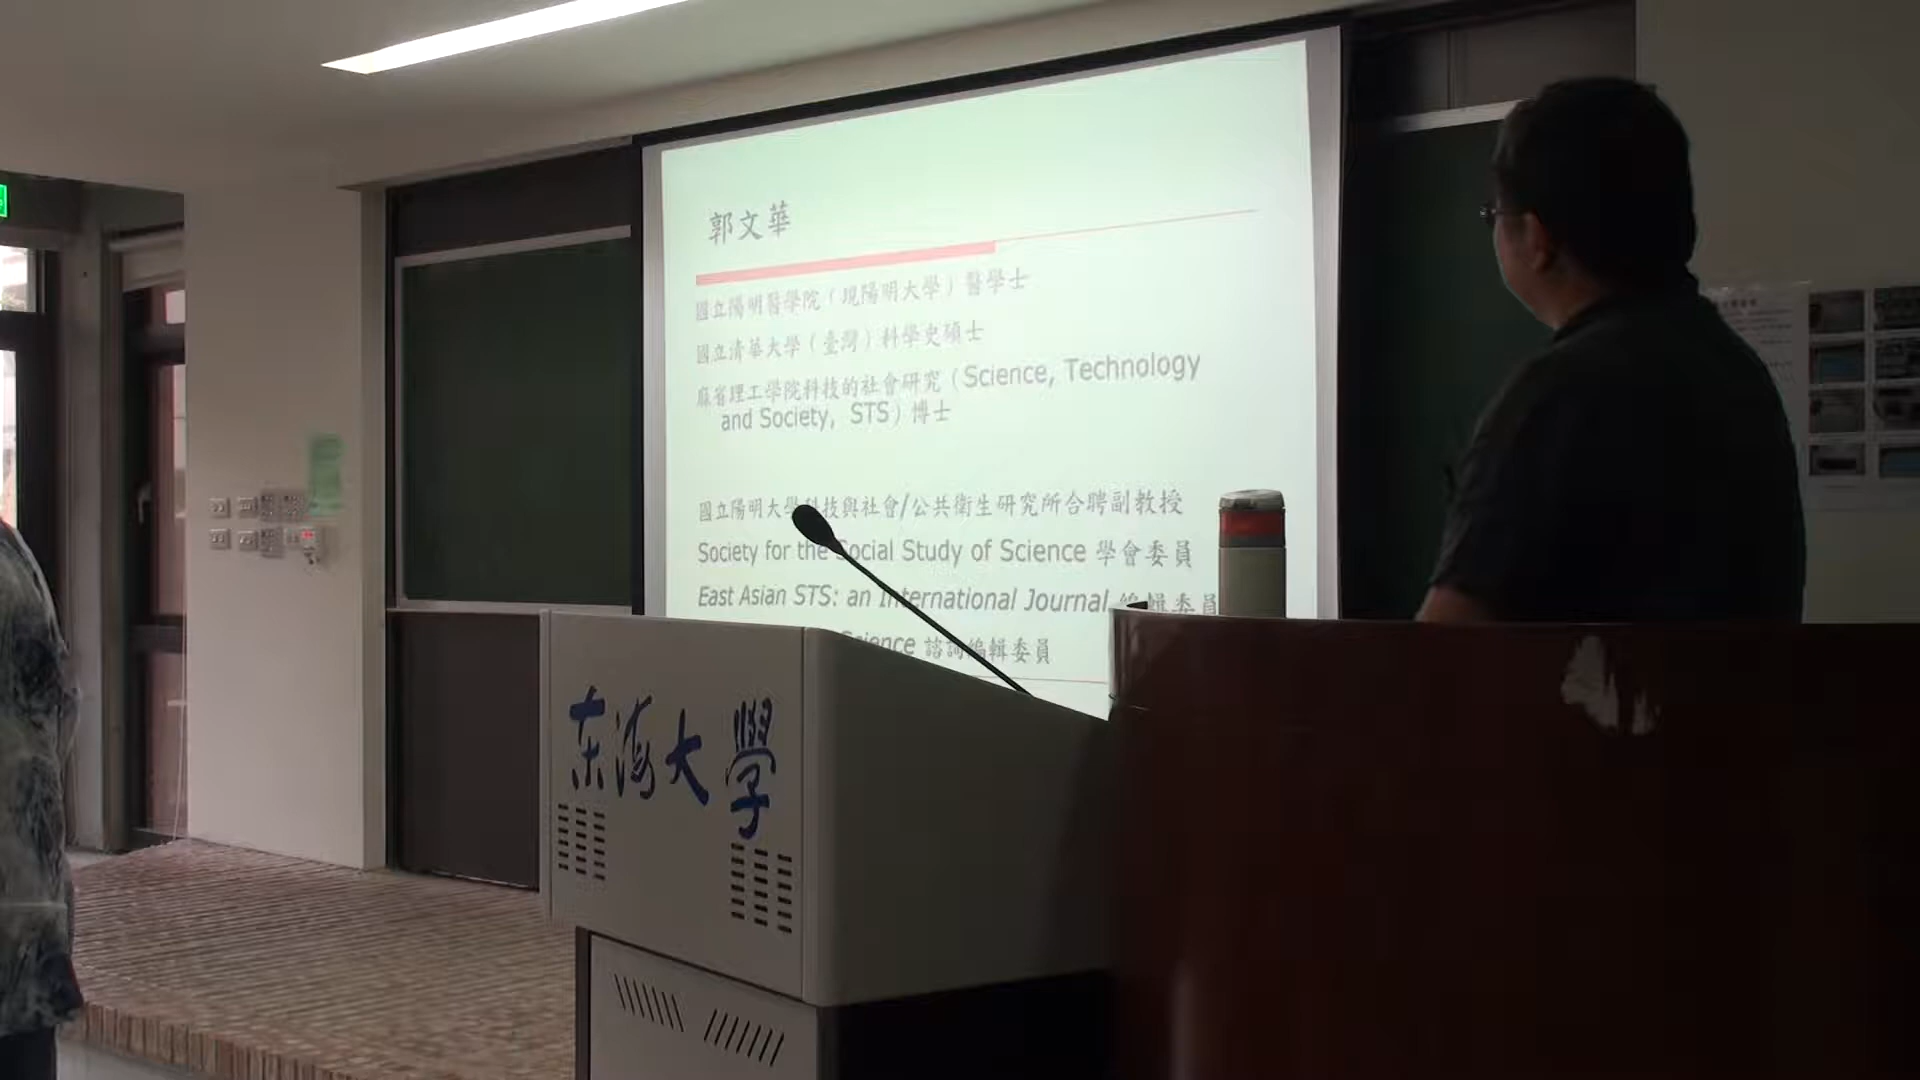 郭文華
國立陽明醫學院（現陽明大學）醫學士
國立清華大學（臺灣）科學史碩士
麻省理工學院科技的社會研究（Science, Technology
and Society, STS）博士
國立陽明大學科技與社會/公共衛生研究所合聘副教授
Society for the Social Study of Science 學會委員
East Asian STS: an International Journal 編輯委員
Science 諮詢編輯委員
东海大學